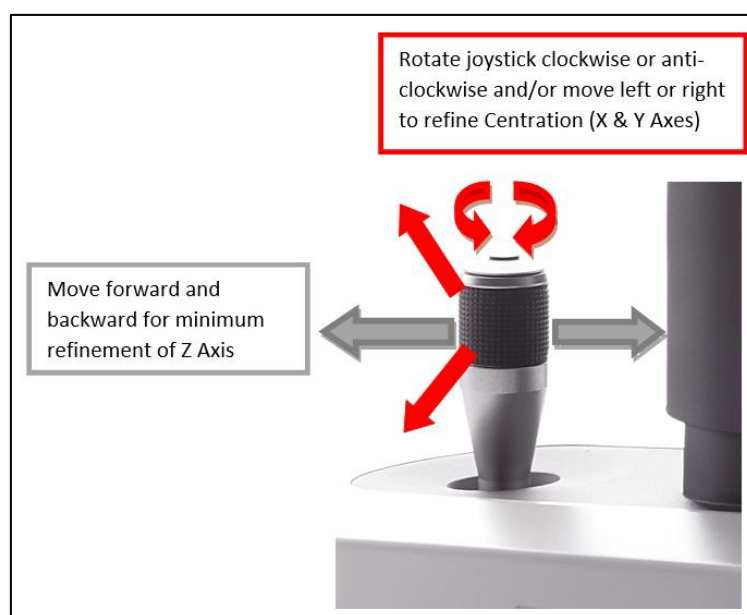 Rotate joystick clockwise or anti-
clockwise and/or move left or right
to refine Centration (X & Y Axes)
Move forward and
backward for minimum
refinement of Z Axis